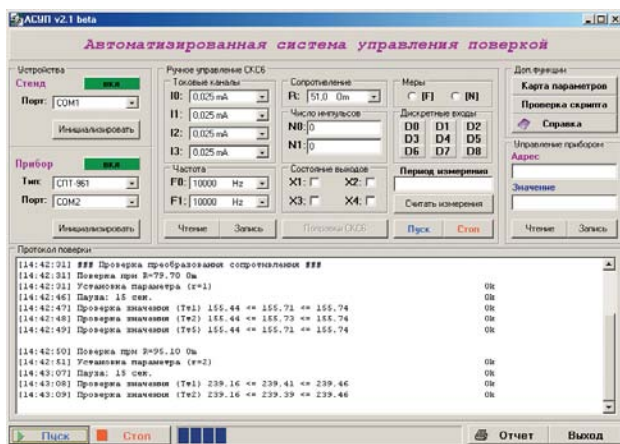 АСУП v2.1 beta
Автоматизированная система управления поверкой
Устройства
Стенд
вкл
Порт: COM1
Инициализировать
Прибор
вкл
Тип: СПТ-961
Порт: COM2
Инициализировать
Ручное управление СКС6
Токовые каналы
I0: 0,025 mA
I1: 0,025 mA
I2: 0,025 mA
I3: 0,025 mA
Частота
F0: 10000 Hz
F1: 10000 Hz
Чтение Запись
Сопротивление
R: 51,0 Om
Число импульсов
N0: 0
N1: 0
Состояние выходов
X1: X2:
X3: X4:
Поправки СКС6
Меры
[F] [N]
Дискретные входы
D0 D1 D2
D3 D4 D5
D6 D7 D8
Период измерения
Считать измерения
Пуск Стоп
Доп.функции
Карта параметров
Проверка скрипта
Справка
Управление прибором
Адрес
Значение
Чтение Запись
Протокол поверки
[14:42:31] ### Проверка преобразования сопротивления ###
[14:42:31] Поверка при R=79.70 Om
[14:42:31] Установка параметра (r=1) Ok
[14:42:46] Пауза: 15 сек. Ok
[14:42:47] Проверка значения (T=1) 155.44 <= 155.71 <= 155.74 Ok
[14:42:48] Проверка значения (T=2) 155.44 <= 155.73 <= 155.74 Ok
[14:42:49] Проверка значения (T=5) 155.44 <= 155.71 <= 155.74 Ok
[14:42:50] Поверка при R=95.10 Om
[14:42:51] Установка параметра (r=2) Ok
[14:43:07] Пауза: 15 сек. Ok
[14:43:08] Проверка значения (T=1) 239.16 <= 239.41 <= 239.46 Ok
[14:43:09] Проверка значения (T=2) 239.16 <= 239.39 <= 239.46 Ok
Пуск Стоп Отчет Выход